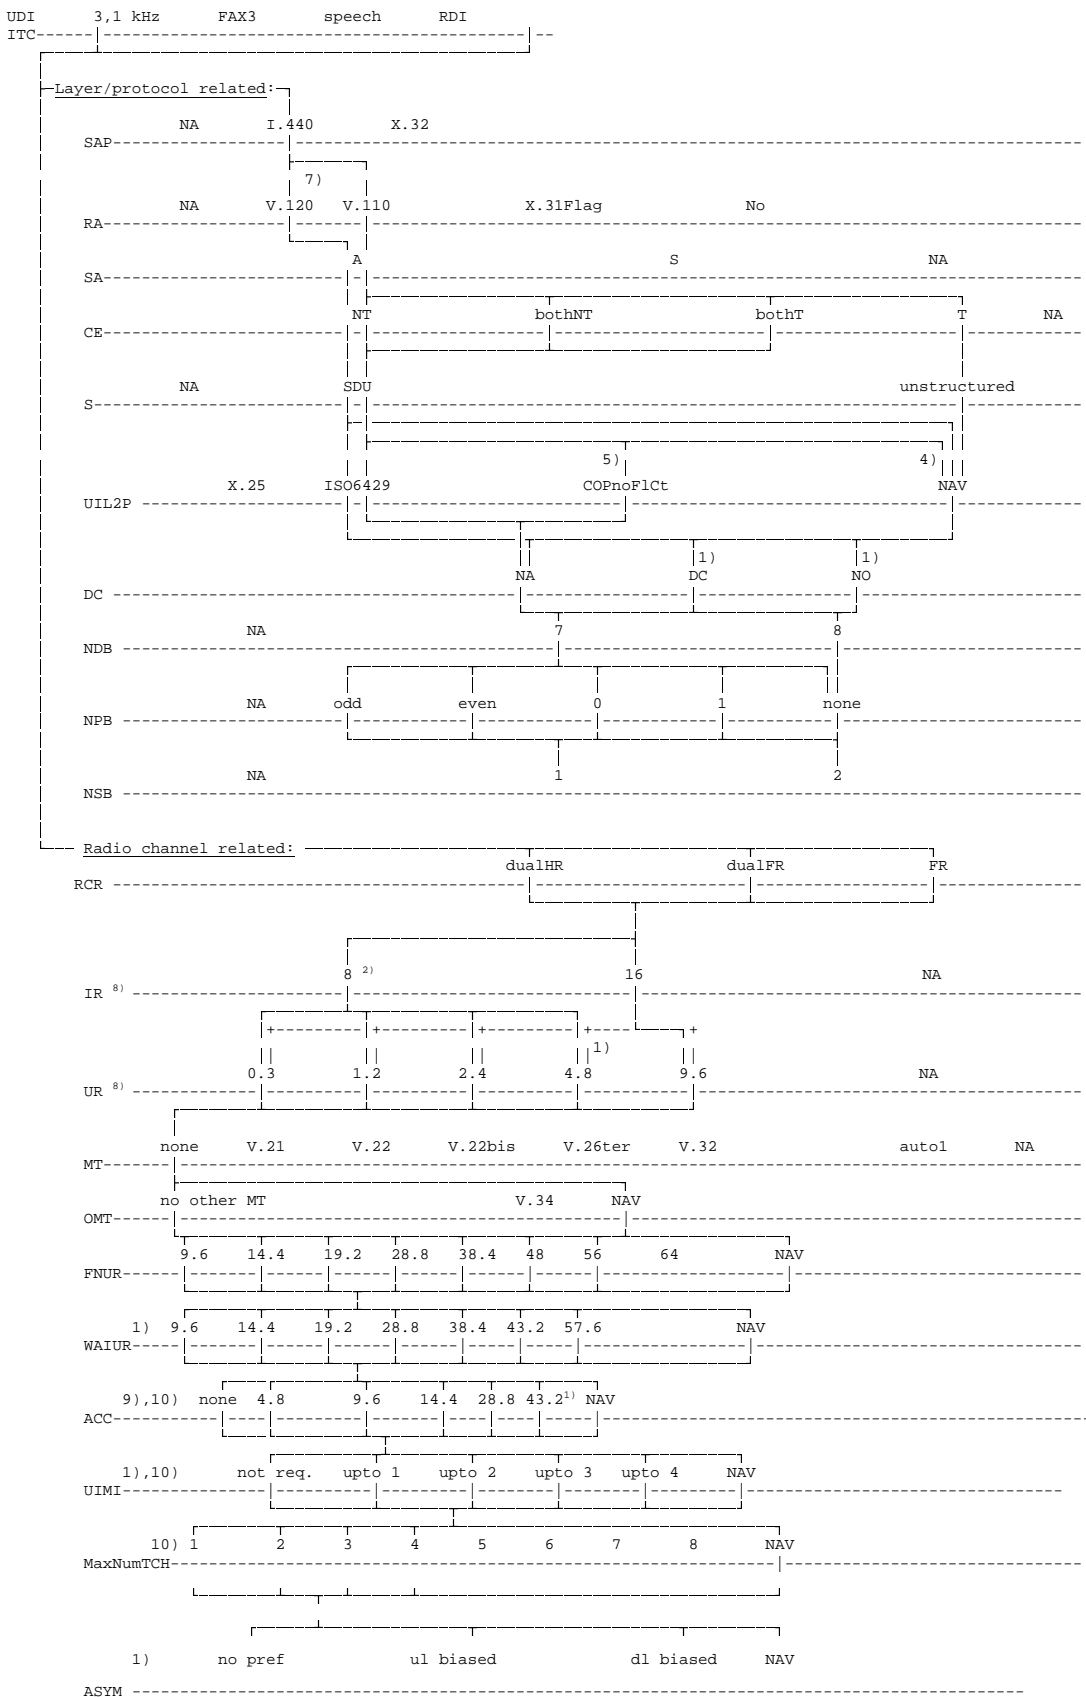 UDI 3,1 kHz FAX3 speech RDI
ITC
Layer/protocol related:
NA I.440 X.32
SAP
7)
NA V.120 V.110 X.31Flag No
RA
A S NA
SA
NT bothNT bothT T NA
CE
NA SDU unstructured
S
5) 4)
X.25 ISO6429 COPnoFlCt NAV
UIL2P
1) 1)
NA DC NO
DC
NA 7 8
NDB
NA odd even 0 1 none
NPB
NA 1 2
NSB
Radio channel related:
dualHR dualFR FR
RCR
8 2) 16 NA
IR 8)
+ + + + +
1)
0.3 1.2 2.4 4.8 9.6 NA
UR 8)
none V.21 V.22 V.22bis V.26ter V.32 auto1 NA
MT
no other MT V.34 NAV
OMT
9.6 14.4 19.2 28.8 38.4 48 56 64 NAV
FNUR
1) 9.6 14.4 19.2 28.8 38.4 43.2 57.6 NAV
WAIUR
9),10) none 4.8 9.6 14.4 28.8 43.2 1) NAV
ACC
1),10) not req. upto 1 upto 2 upto 3 upto 4 NAV
UIMI
10) 1 2 3 4 5 6 7 8 NAV
MaxNumTCH
1) no pref ul biased dl biased NAV
ASYM